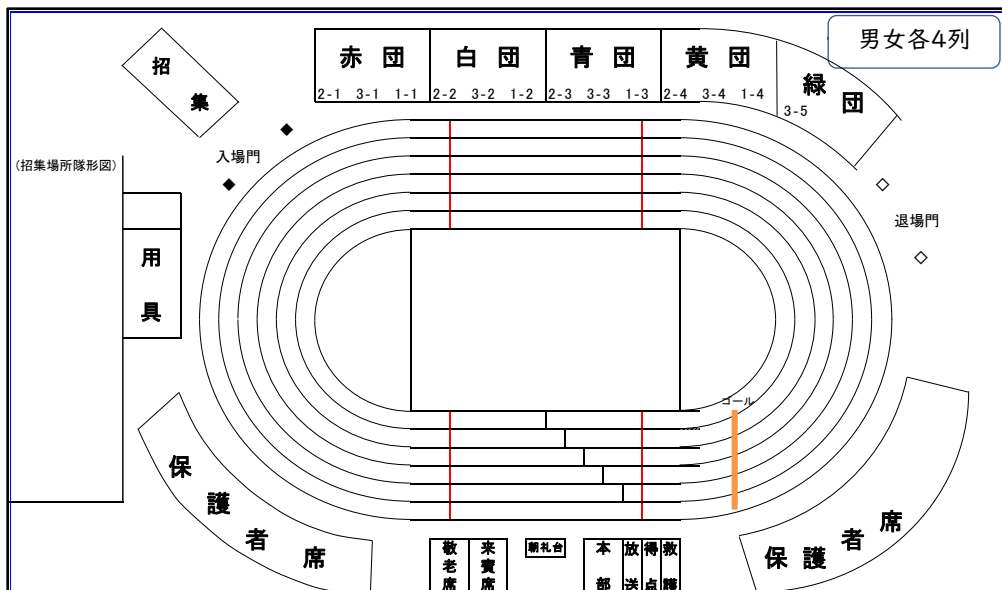 男女各4列
赤団
白団
青団
黄団
緑団
2-1 3-1 1-1
2-2 3-2 1-2
2-3 3-3 1-3
2-4 3-4 1-4
3-5
招集
入場門
(招集場所隊形図)
用具
退場門
ゴール
保護者席
保護者席
敬老席
来賓席
朝礼台
本部
放送
得点
救護